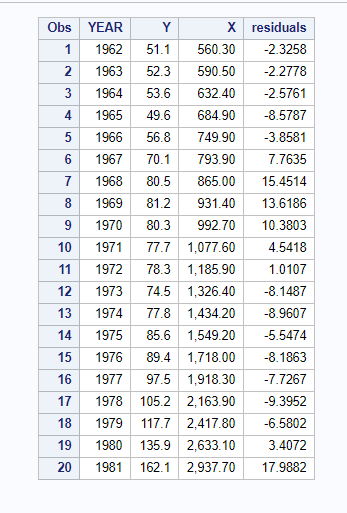 Obs YEAR Y X residuals
1 1962 51.1 560.30 -2.3258
2 1963 52.3 590.50 -2.2778
3 1964 53.6 632.40 -2.5761
4 1965 49.6 684.90 -8.5787
5 1966 56.8 749.90 -3.8581
6 1967 70.1 793.90 7.7635
7 1968 80.5 865.00 15.4514
8 1969 81.2 931.40 13.6186
9 1970 80.3 992.70 10.3803
10 1971 77.7 1,077.60 4.5418
11 1972 78.3 1,185.90 1.0107
12 1973 74.5 1,326.40 -8.1487
13 1974 77.8 1,434.20 -8.9607
14 1975 85.6 1,549.20 -5.5474
15 1976 89.4 1,718.00 -8.1863
16 1977 97.5 1,918.30 -7.7267
17 1978 105.2 2,163.90 -9.3952
18 1979 117.7 2,417.80 -6.5802
19 1980 135.9 2,633.10 3.4072
20 1981 162.1 2,937.70 17.9882